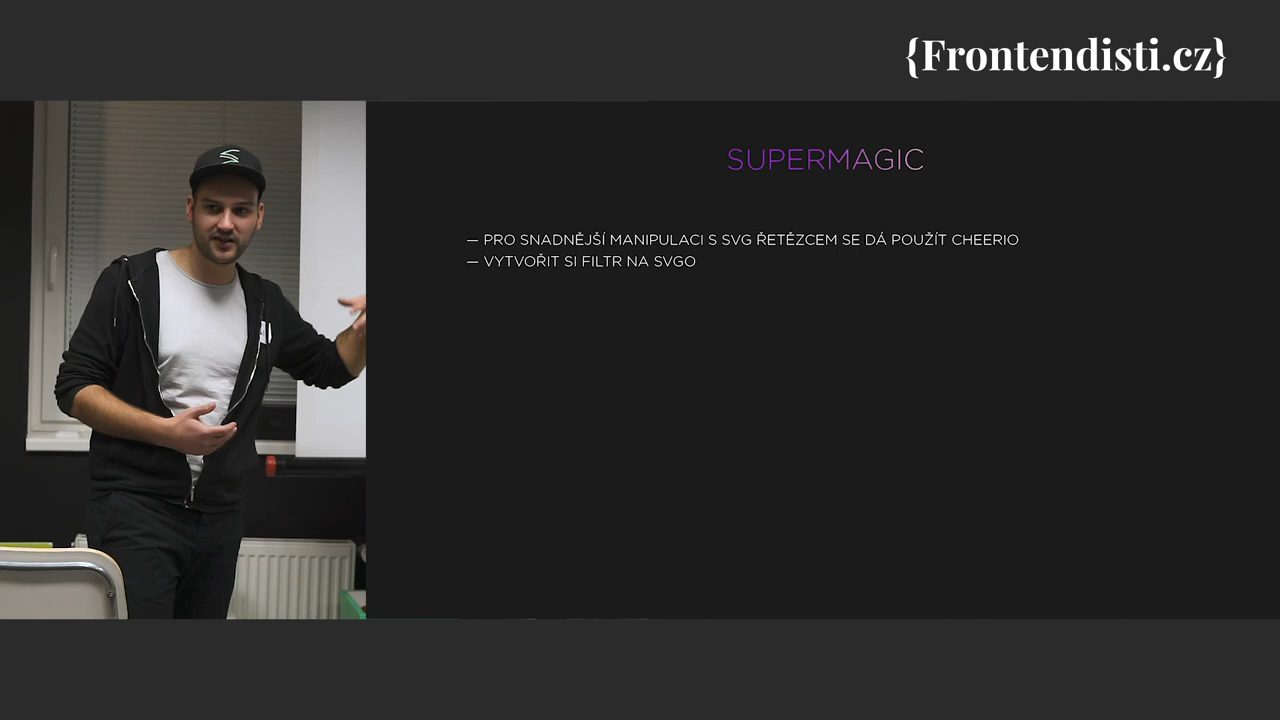 {Frontendisti.cz}
SUPERMAGIC
— PRO SNADNĚJŠÍ MANIPULACI S SVG ŘETĚZCEM SE DÁ POUŽÍT CHEERIO
— VYTVOŘIT SI FILTR NA SVGO